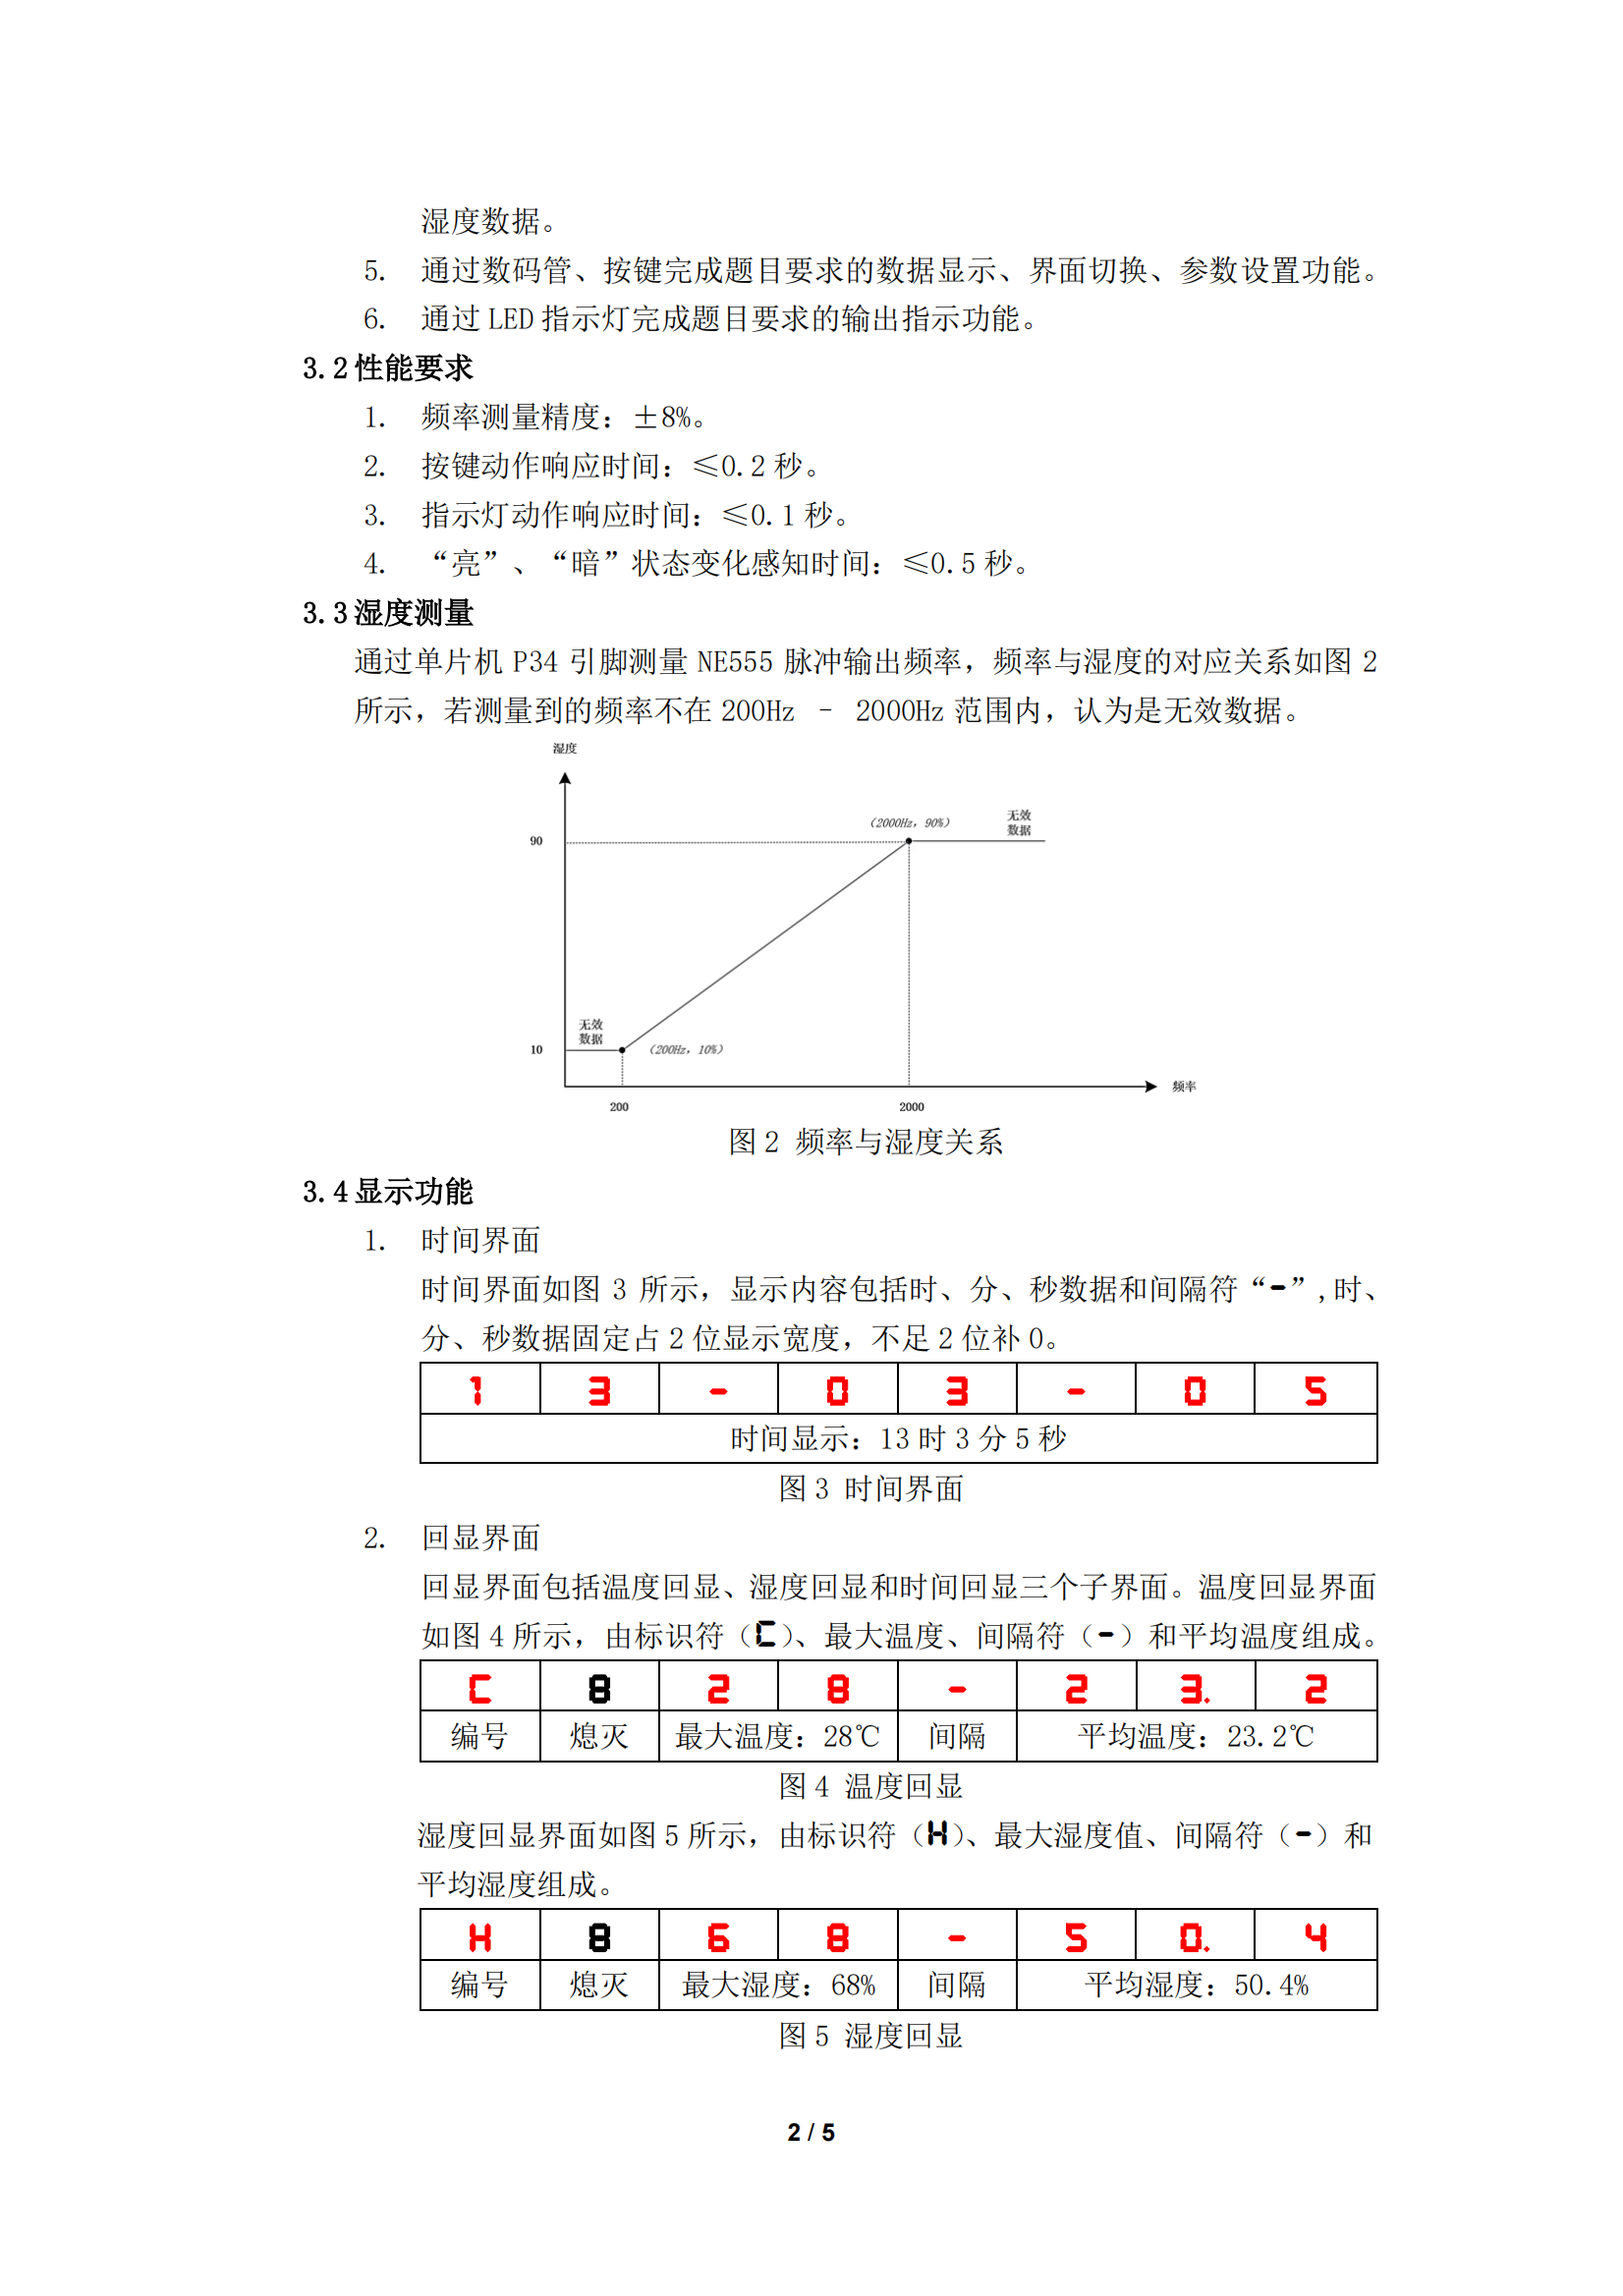 湿度数据。
5. 通过数码管、按键完成题目要求的数据显示、界面切换、参数设置功能。
6. 通过 LED 指示灯完成题目要求的输出指示功能。
3.2 性能要求
1. 频率测量精度：±8%。
2. 按键动作响应时间：≤0.2 秒。
3. 指示灯动作响应时间：≤0.1 秒。
4. “亮”、“暗”状态变化感知时间：≤0.5 秒。
3.3 湿度测量
通过单片机 P34 引脚测量 NE555 脉冲输出频率，频率与湿度的对应关系如图 2
所示，若测量到的频率不在 200Hz – 2000Hz 范围内，认为是无效数据。
湿度
（2000Hz，90%）
无效
数据
90
无效
数据
10
（200Hz，10%）
频率
200 2000
图 2 频率与湿度关系
3.4 显示功能
1. 时间界面
时间界面如图 3 所示，显示内容包括时、分、秒数据和间隔符“-”,时、
分、秒数据固定占 2 位显示宽度，不足 2 位补 0。
1 3 - 0 3 - 0 5
时间显示：13 时 3 分 5 秒
图 3 时间界面
2. 回显界面
回显界面包括温度回显、湿度回显和时间回显三个子界面。温度回显界面
如图 4 所示，由标识符（C）、最大温度、间隔符（-）和平均温度组成。
C 8 2 8 - 2 3. 2
编号 熄灭 最大温度：28℃ 间隔 平均温度：23.2℃
图 4 温度回显
湿度回显界面如图 5 所示，由标识符（H）、最大湿度值、间隔符（-）和
平均湿度组成。
H 8 6 8 - 5 0. 4
编号 熄灭 最大湿度：68% 间隔 平均湿度：50.4%
图 5 湿度回显
2 / 5